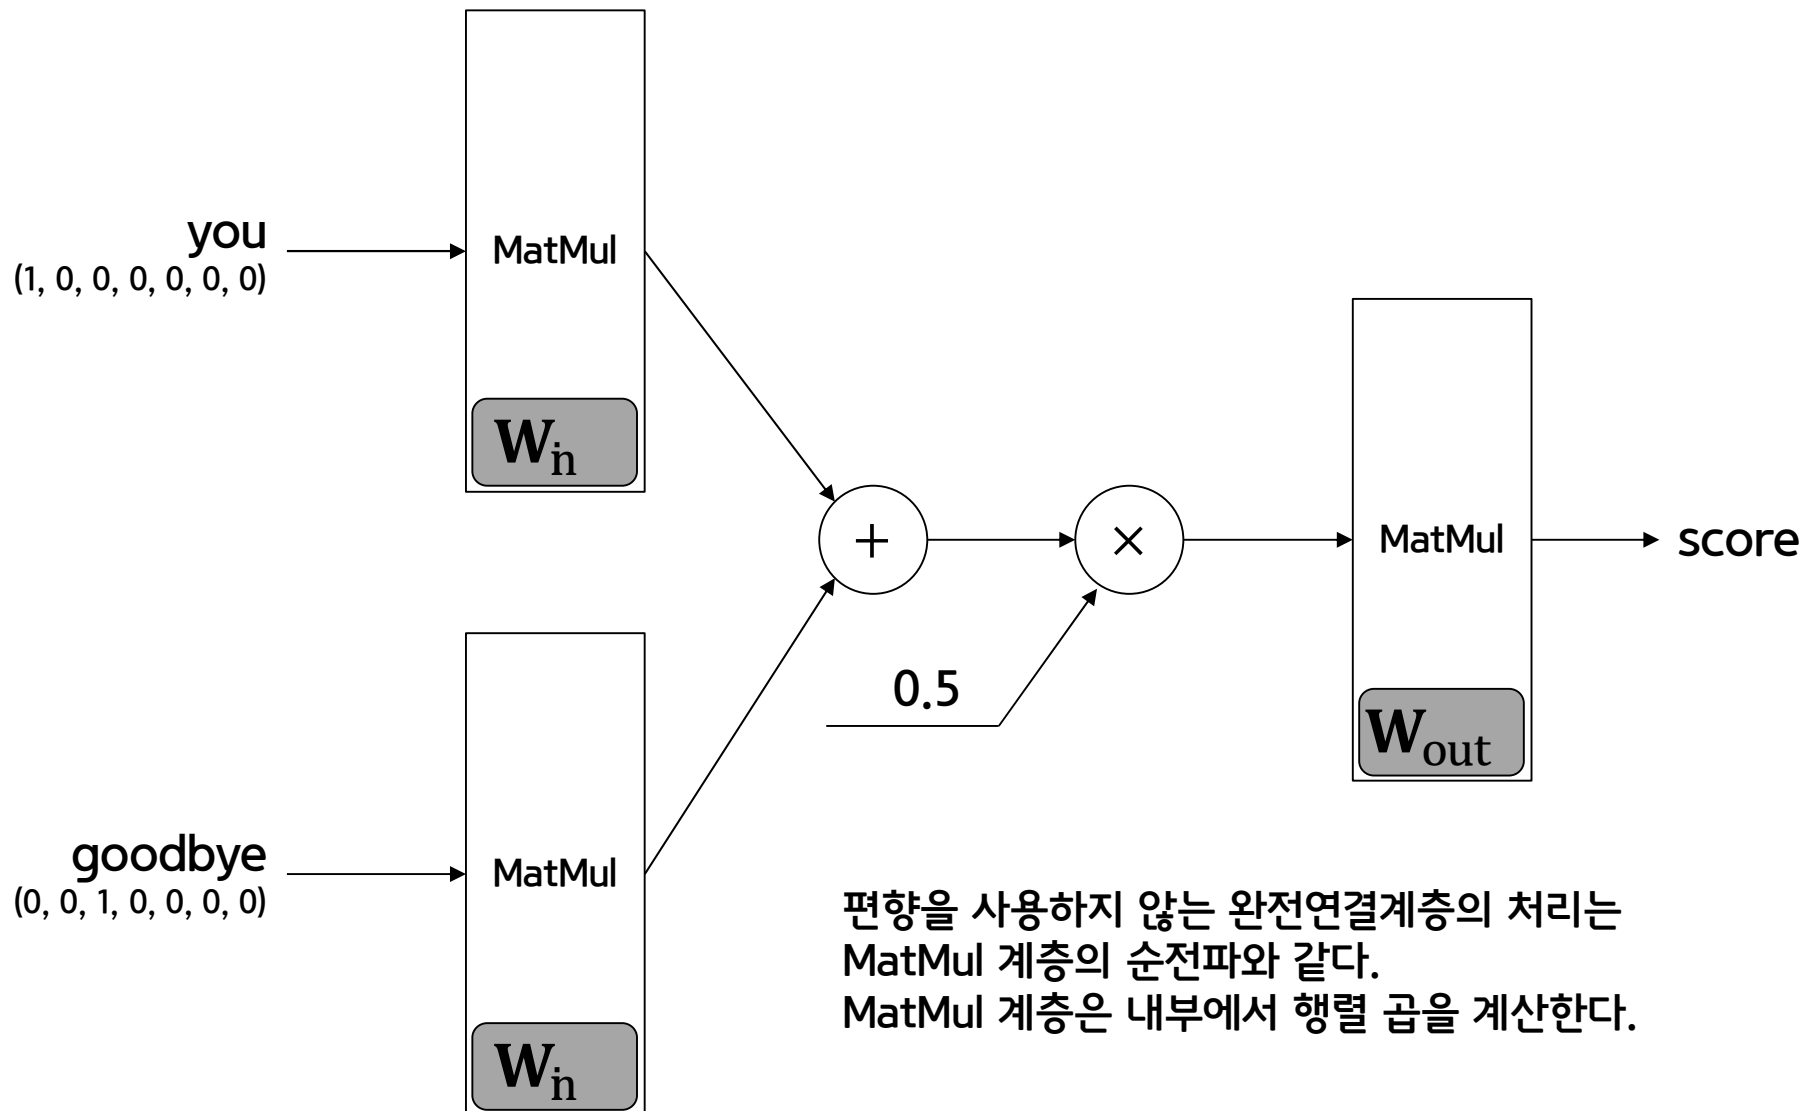 you
(1, 0, 0, 0, 0, 0, 0)
MatMul
W_in
goodbye
(0, 0, 1, 0, 0, 0, 0)
MatMul
W_in
+
0.5
×
MatMul
W_out
score
편향을 사용하지 않는 완전연결계층의 처리는
MatMul 계층의 순전파와 같다.
MatMul 계층은 내부에서 행렬 곱을 계산한다.